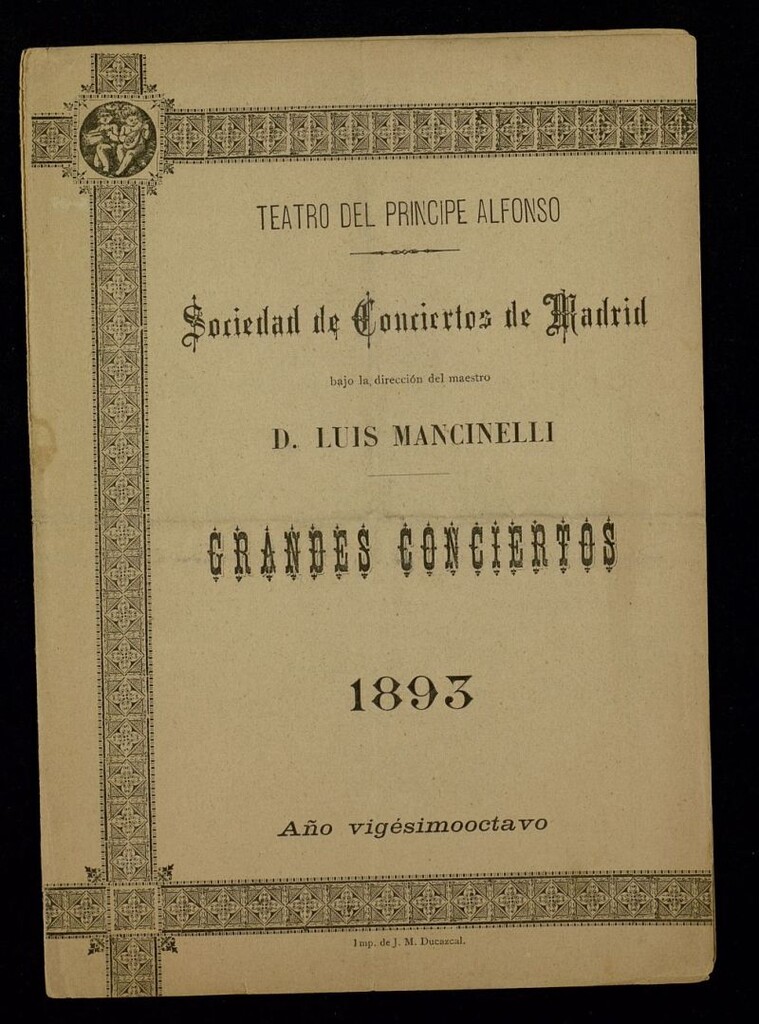 TEATRO DEL PRINCIPE ALFONSO
Sociedad de Conciertos de Madrid
bajo la dirección del maestro
D. LUIS MANCINELLI
GRANDES CONCIERTOS
1893
Año vigésimooctavo
Imp. de J. M. Ducazcal.